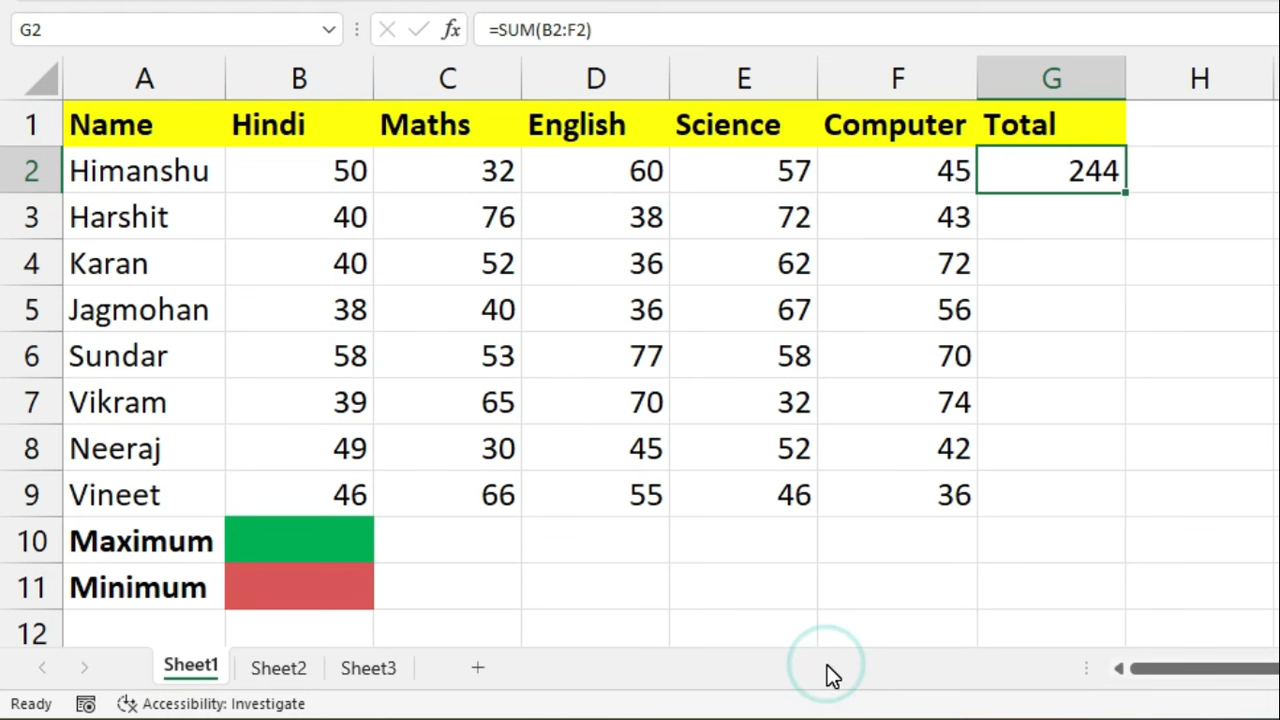 G2 fx =SUM(B2:F2)
A B C D E F G H
1 Name Hindi Maths English Science Computer Total
2 Himanshu 50 32 60 57 45 244
3 Harshit 40 76 38 72 43
4 Karan 40 52 36 62 72
5 Jagmohan 38 40 36 67 56
6 Sundar 58 53 77 58 70
7 Vikram 39 65 70 32 74
8 Neeraj 49 30 45 52 42
9 Vineet 46 66 55 46 36
10 Maximum
11 Minimum
12
Sheet1 Sheet2 Sheet3 +
Ready Accessibility: Investigate